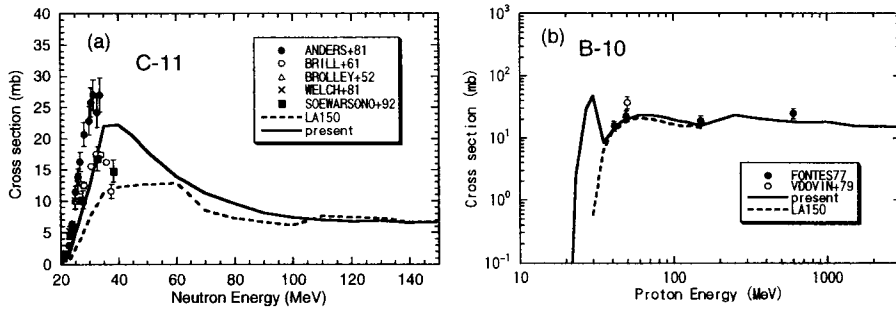 (a)
C-11
ANDERS+81
BRILL+61
BROLLEY+52
WELCH+81
SOEWARSONO+92
LA150
present
Cross section (mb)
40
35
30
25
20
15
10
5
0
20 40 60 80 100 120 140
Neutron Energy (MeV)
(b)
B-10
FONTES77
VDOVIN+79
present
LA150
Cross section (mb)
10³
10²
10¹
10⁰
10⁻¹
10 100 1000
Proton Energy (MeV)